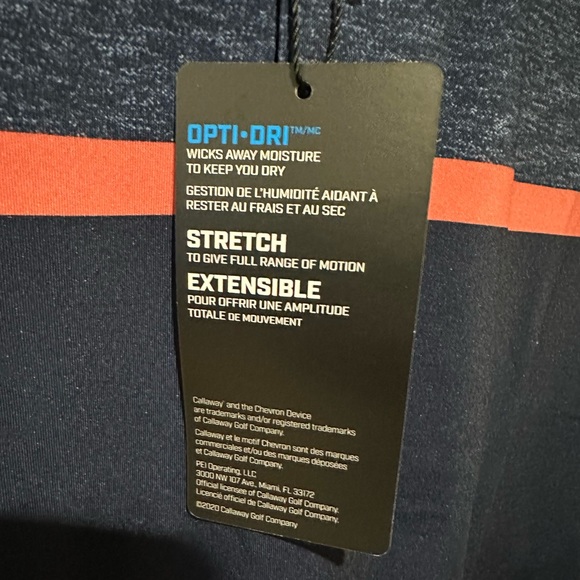 OPTI•DRI™/MC
WICKS AWAY MOISTURE
TO KEEP YOU DRY
GESTION DE L'HUMIDITÉ AIDANT À
RESTER AU FRAIS ET AU SEC
STRETCH
TO GIVE FULL RANGE OF MOTION
EXTENSIBLE
POUR OFFRIR UNE AMPLITUDE
TOTALE DE MOUVEMENT
Callaway and the Chevron Device
are trademarks and/or registered trademarks
of Callaway Golf Company.
Callaway et le motif Chevron sont des marques
commerciales et/ou des marques déposées
et Callaway Golf Company.
PEI Operating, LLC
3000 NW 107 Ave., Miami, FL 33172
Official licensee of Callaway Golf Company.
Licencié officiel de Callaway Golf Company.
©2020 Callaway Golf Company